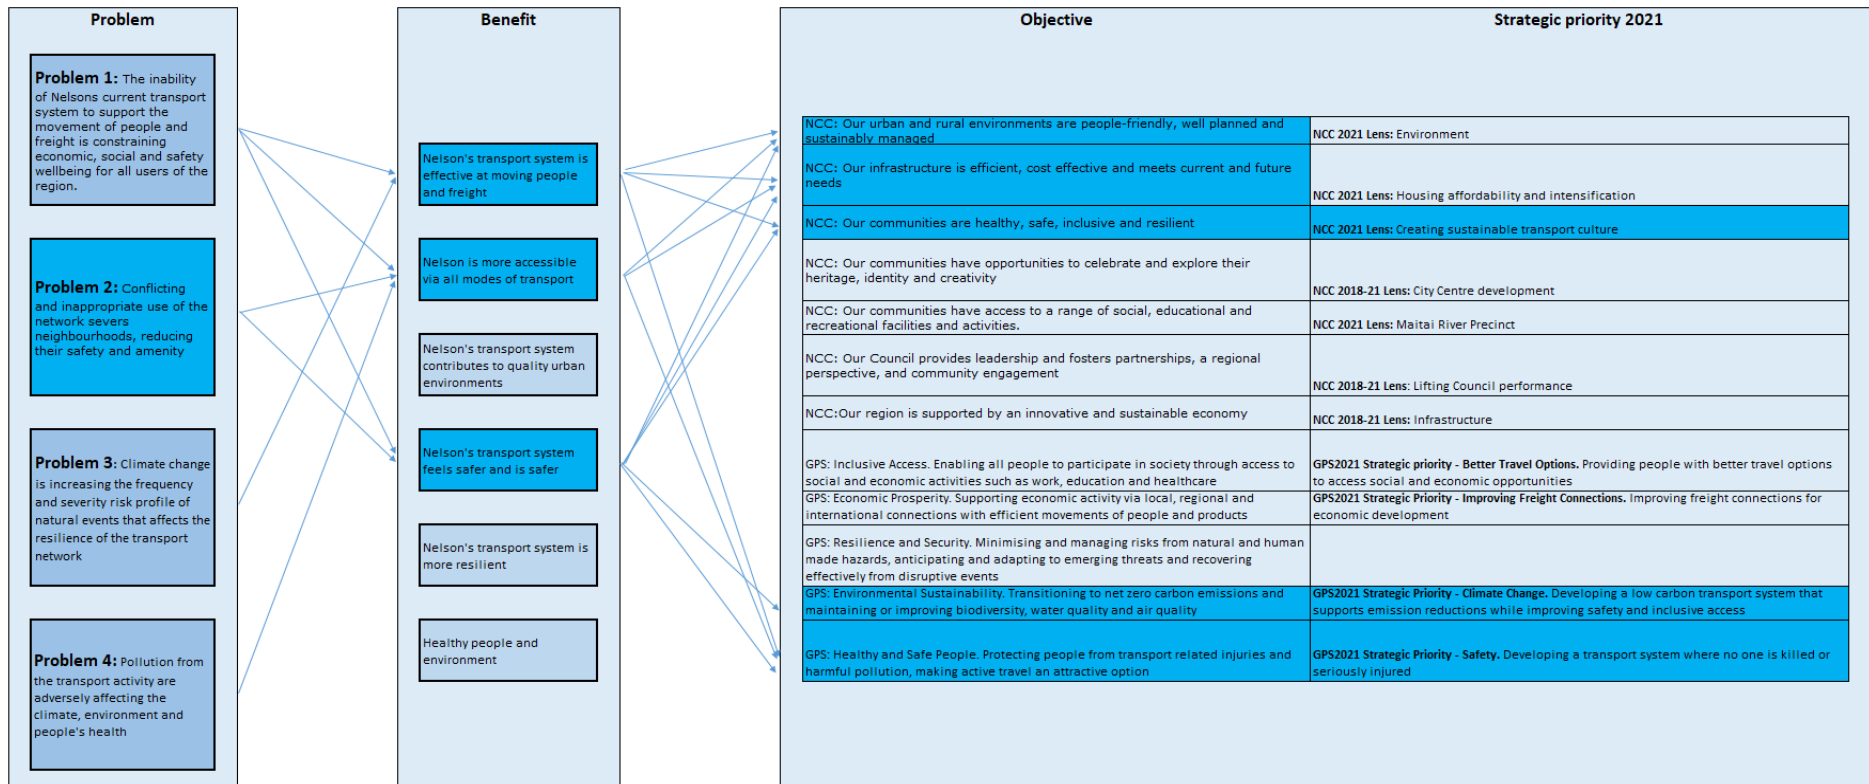 Problem
Problem 1: The inability
of Nelsons current transport
system to support the
movement of people and
freight is constraining
economic, social and safety
wellbeing for all users of the
region.
Problem 2: Conflicting
and inappropriate use of the
network severs
neighbourhoods, reducing
their safety and amenity
Problem 3: Climate change
is increasing the frequency
and severity risk profile of
natural events that affects the
resilience of the transport
network
Problem 4: Pollution from
the transport activity are
adversely affecting the
climate, environment and
people's health
Benefit
Nelson's transport system is
effective at moving people
and freight
Nelson is more accessible
via all modes of transport
Nelson's transport system
contributes to quality urban
environments
Nelson's transport system
feels safer and is safer
Nelson's transport system is
more resilient
Healthy people and
environment
Objective
Strategic priority 2021
NCC: Our urban and rural environments are people-friendly, well planned and
sustainably managed
NCC 2021 Lens: Environment
NCC: Our infrastructure is efficient, cost effective and meets current and future
needs
NCC 2021 Lens: Housing affordability and intensification
NCC: Our communities are healthy, safe, inclusive and resilient
NCC 2021 Lens: Creating sustainable transport culture
NCC: Our communities have opportunities to celebrate and explore their
heritage, identity and creativity
NCC 2018-21 Lens: City Centre development
NCC: Our communities have access to a range of social, educational and
recreational facilities and activities.
NCC 2021 Lens: Maitai River Precinct
NCC: Our Council provides leadership and fosters partnerships, a regional
perspective, and community engagement
NCC 2018-21 Lens: Lifting Council performance
NCC:Our region is supported by an innovative and sustainable economy
NCC 2018-21 Lens: Infrastructure
GPS: Inclusive Access. Enabling all people to participate in society through access to
social and economic activities such as work, education and healthcare
GPS2021 Strategic priority - Better Travel Options. Providing people with better travel options
to access social and economic opportunities
GPS: Economic Prosperity. Supporting economic activity via local, regional and
international connections with efficient movements of people and products
GPS2021 Strategic Priority - Improving Freight Connections. Improving freight connections for
economic development
GPS: Resilience and Security. Minimising and managing risks from natural and human
made hazards, anticipating and adapting to emerging threats and recovering
effectively from disruptive events
GPS: Environmental Sustainability. Transitioning to net zero carbon emissions and
maintaining or improving biodiversity, water quality and air quality
GPS2021 Strategic Priority - Climate Change. Developing a low carbon transport system that
supports emission reductions while improving safety and inclusive access
GPS: Healthy and Safe People. Protecting people from transport related injuries and
harmful pollution, making active travel an attractive option
GPS2021 Strategic Priority - Safety. Developing a transport system where no one is killed or
seriously injured